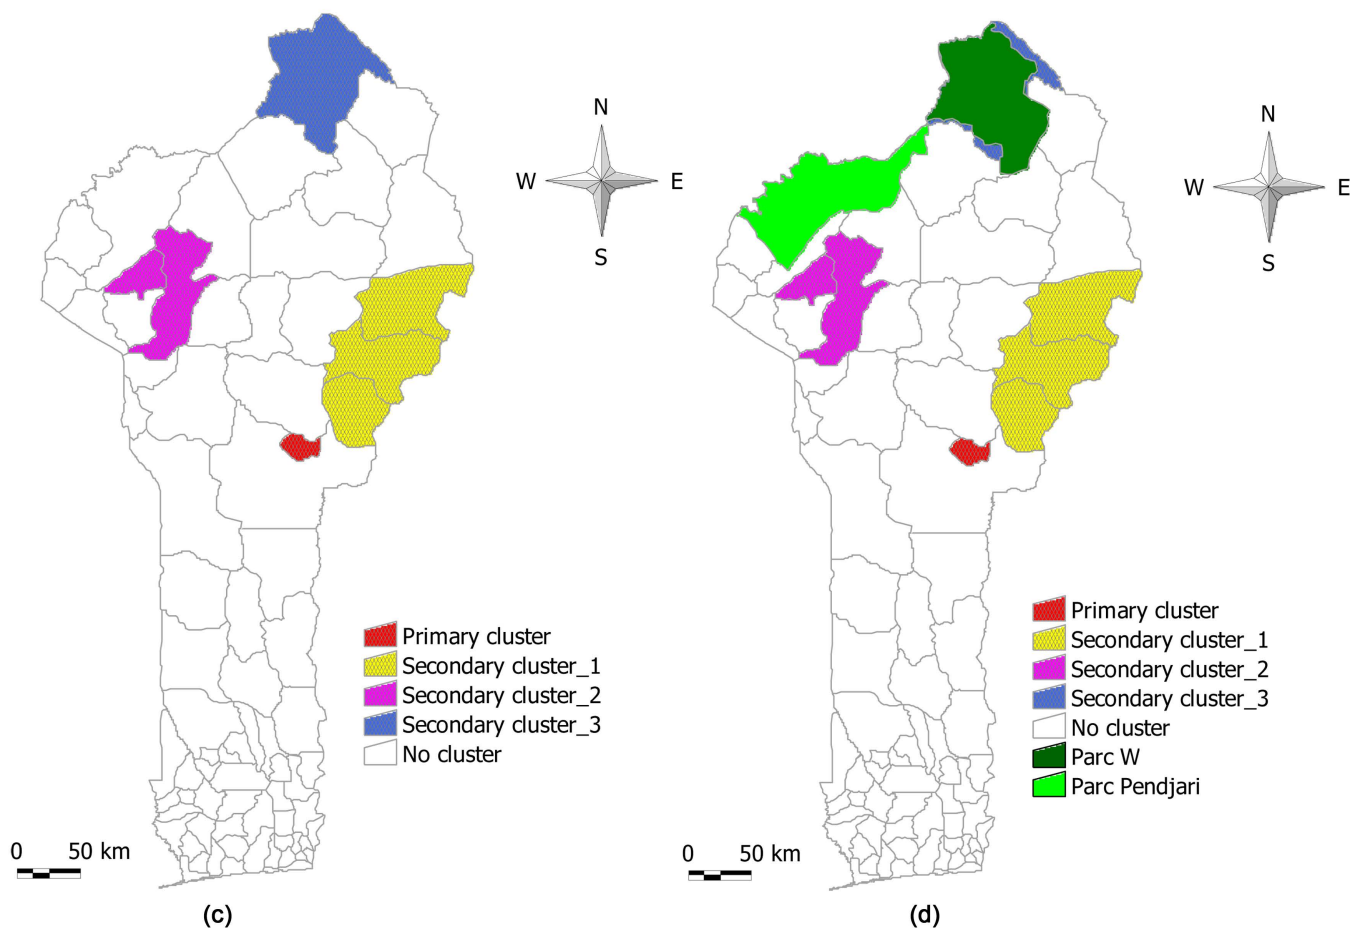 N
W
E
S
Primary cluster
Secondary cluster_1
Secondary cluster_2
Secondary cluster_3
No cluster
0 50 km
(c)
N
W
E
S
Primary cluster
Secondary cluster_1
Secondary cluster_2
Secondary cluster_3
No cluster
Parc W
Parc Pendjari
0 50 km
(d)